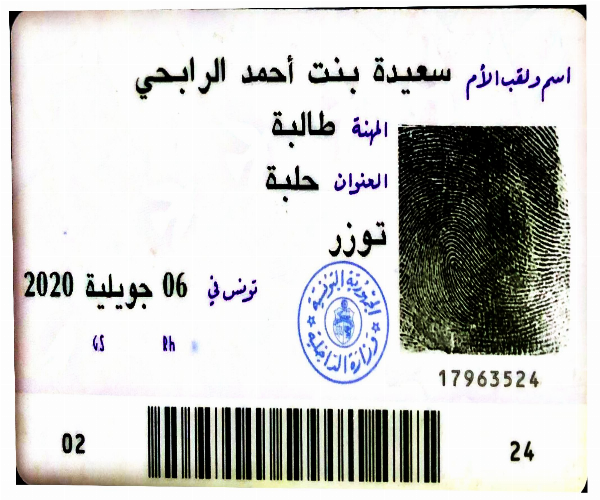 اسم ولقب الأم سعيدة بنت أحمد الرابحي
المهنة طالبة
العنوان حلبة
توزر
تونس في 06 جويلية 2020
الجمهورية التونسية
وزارة الداخلية
GS Rh
17963524
02 24